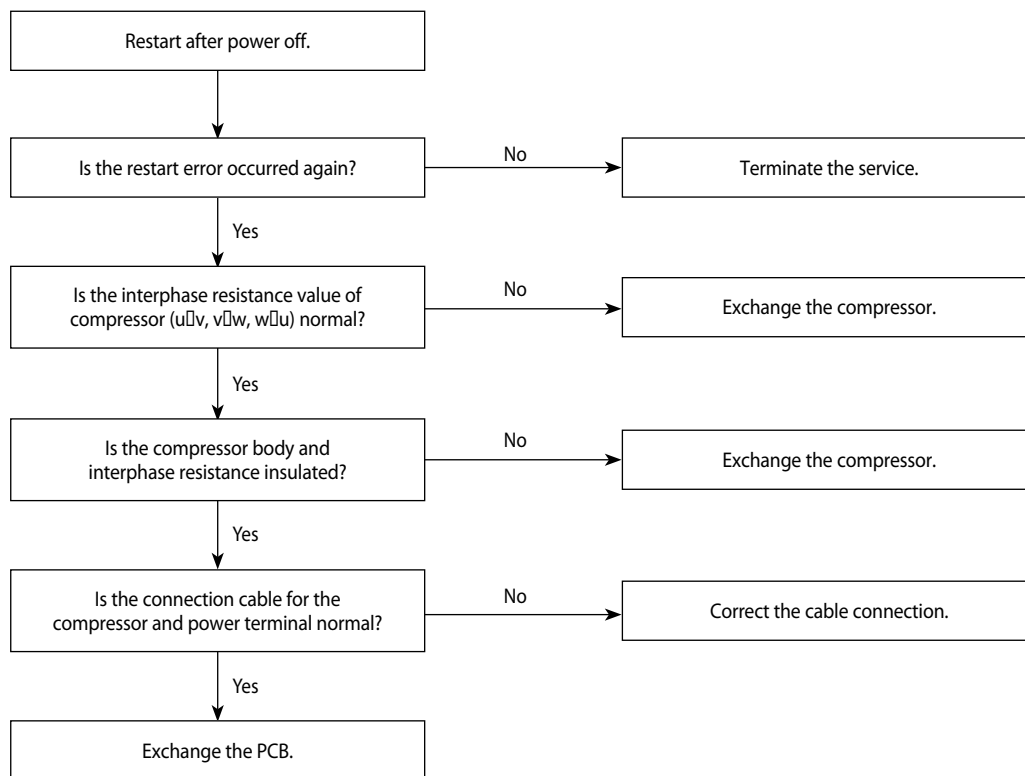 Restart after power off.
Is the restart error occurred again?
No
Terminate the service.
Yes
Is the interphase resistance value of
compressor (u▯v, v▯w, w▯u) normal?
No
Exchange the compressor.
Yes
Is the compressor body and
interphase resistance insulated?
No
Exchange the compressor.
Yes
Is the connection cable for the
compressor and power terminal normal?
No
Correct the cable connection.
Yes
Exchange the PCB.